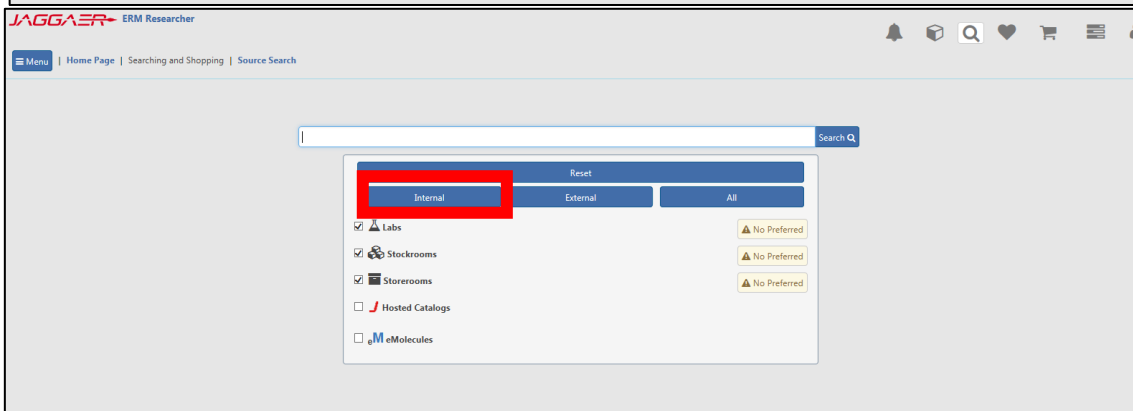 JAGGAER ERM Researcher
Menu | Home Page | Searching and Shopping | Source Search
Search
Reset
Internal External All
Labs No Preferred
Stockrooms No Preferred
Storerooms No Preferred
J Hosted Catalogs
eM eMolecules